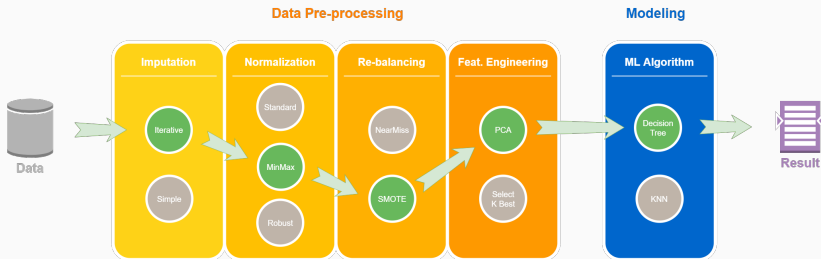 Data Pre-processing
Modeling
Imputation
Normalization
Re-balancing
Feat. Engineering
ML Algorithm
Standard
Iterative
NearMiss
PCA
Decision
Tree
MinMax
Data
Result
Simple
SMOTE
Select
K Best
KNN
Robust